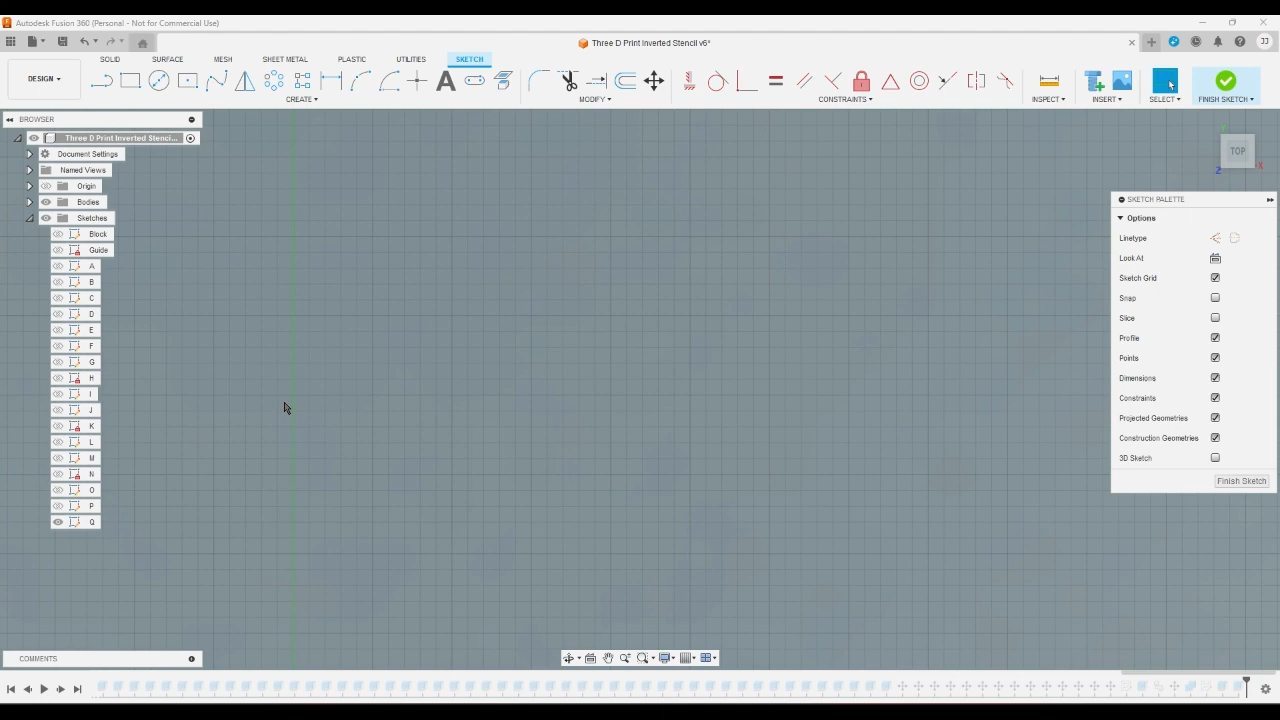 Autodesk Fusion 360 (Personal - Not for Commercial Use)
Three D Print Inverted Stencil v6*
JJ
SOLID SURFACE MESH SHEET METAL PLASTIC UTILITIES SKETCH
DESIGN
CREATE MODIFY CONSTRAINTS INSPECT INSERT SELECT FINISH SKETCH
BROWSER
Three D Print Inverted Stenci...
Document Settings
Named Views
Origin
Bodies
Sketches
Block
Guide
A
B
C
D
E
F
G
H
I
J
K
L
M
N
O
P
Q
TOP
X
Y
Z
SKETCH PALETTE
Options
Linetype
Look At
Sketch Grid
Snap
Slice
Profile
Points
Dimensions
Constraints
Projected Geometries
Construction Geometries
3D Sketch
Finish Sketch
COMMENTS